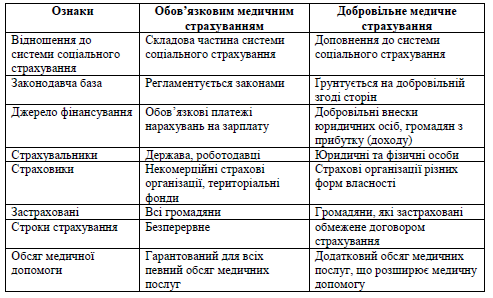 Ознаки
Обов’язковим медичним
страхуванням
Добровільне медичне
страхування
Відношення до
системи соціального
страхування
Складова частина системи
соціального страхування
Доповнення до системи
соціального страхування
Законодавча база
Регламентується законами
Ґрунтується на добровільній
згоді сторін
Джерело фінансування
Обов’язкові платежі
нарахувань на зарплату
Добровільні внески
юридичних осіб, громадян з
прибутку (доходу)
Страхувальники
Держава, роботодавці
Юридичні та фізичні особи
Страховики
Некомерційні страхові
організації, територіальні
фонди
Страхові організації різних
форм власності
Застраховані
Всі громадяни
Громадяни, які застраховані
Строки страхування
Безперервне
обмежене договором
страхування
Обсяг медичної
допомоги
Гарантований для всіх
певний обсяг медичних
послуг
Додатковий обсяг медичних
послуг, що розширює медичну
допомогу